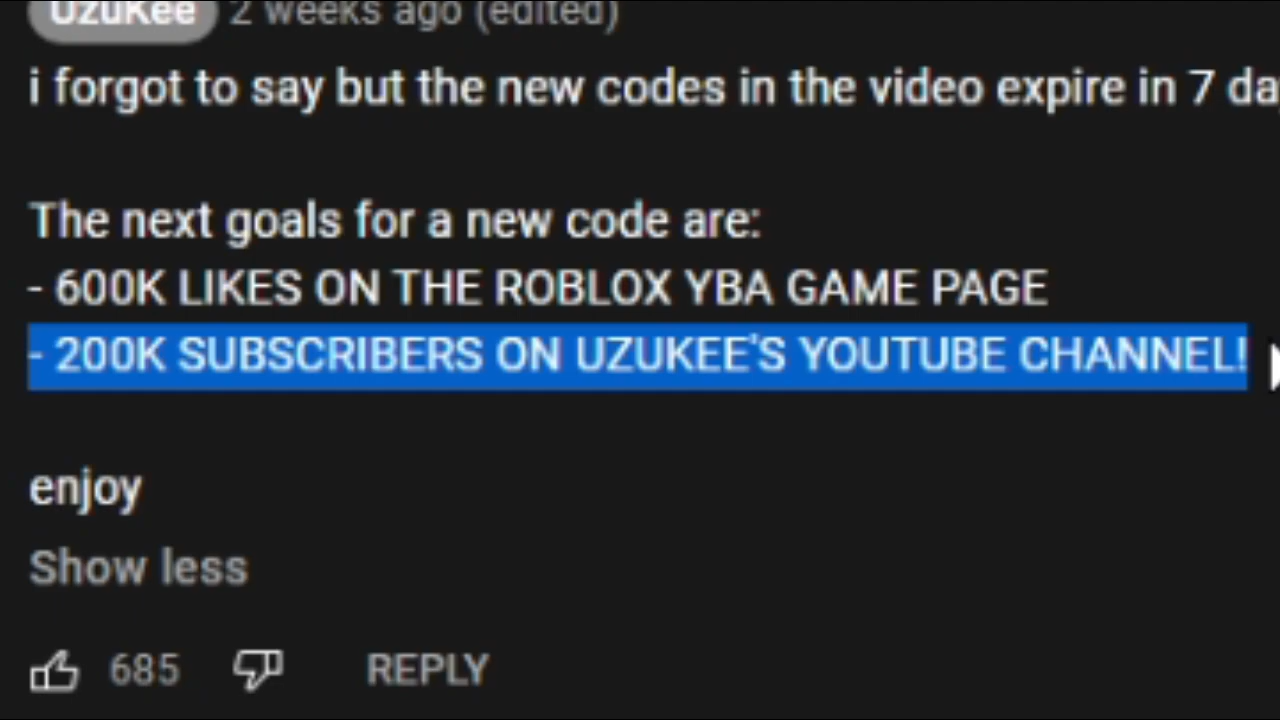 UzuKee 2 weeks ago (edited)
i forgot to say but the new codes in the video expire in 7 da
The next goals for a new code are:
- 600K LIKES ON THE ROBLOX YBA GAME PAGE
- 200K SUBSCRIBERS ON UZUKEE'S YOUTUBE CHANNEL!
enjoy
Show less
685 REPLY